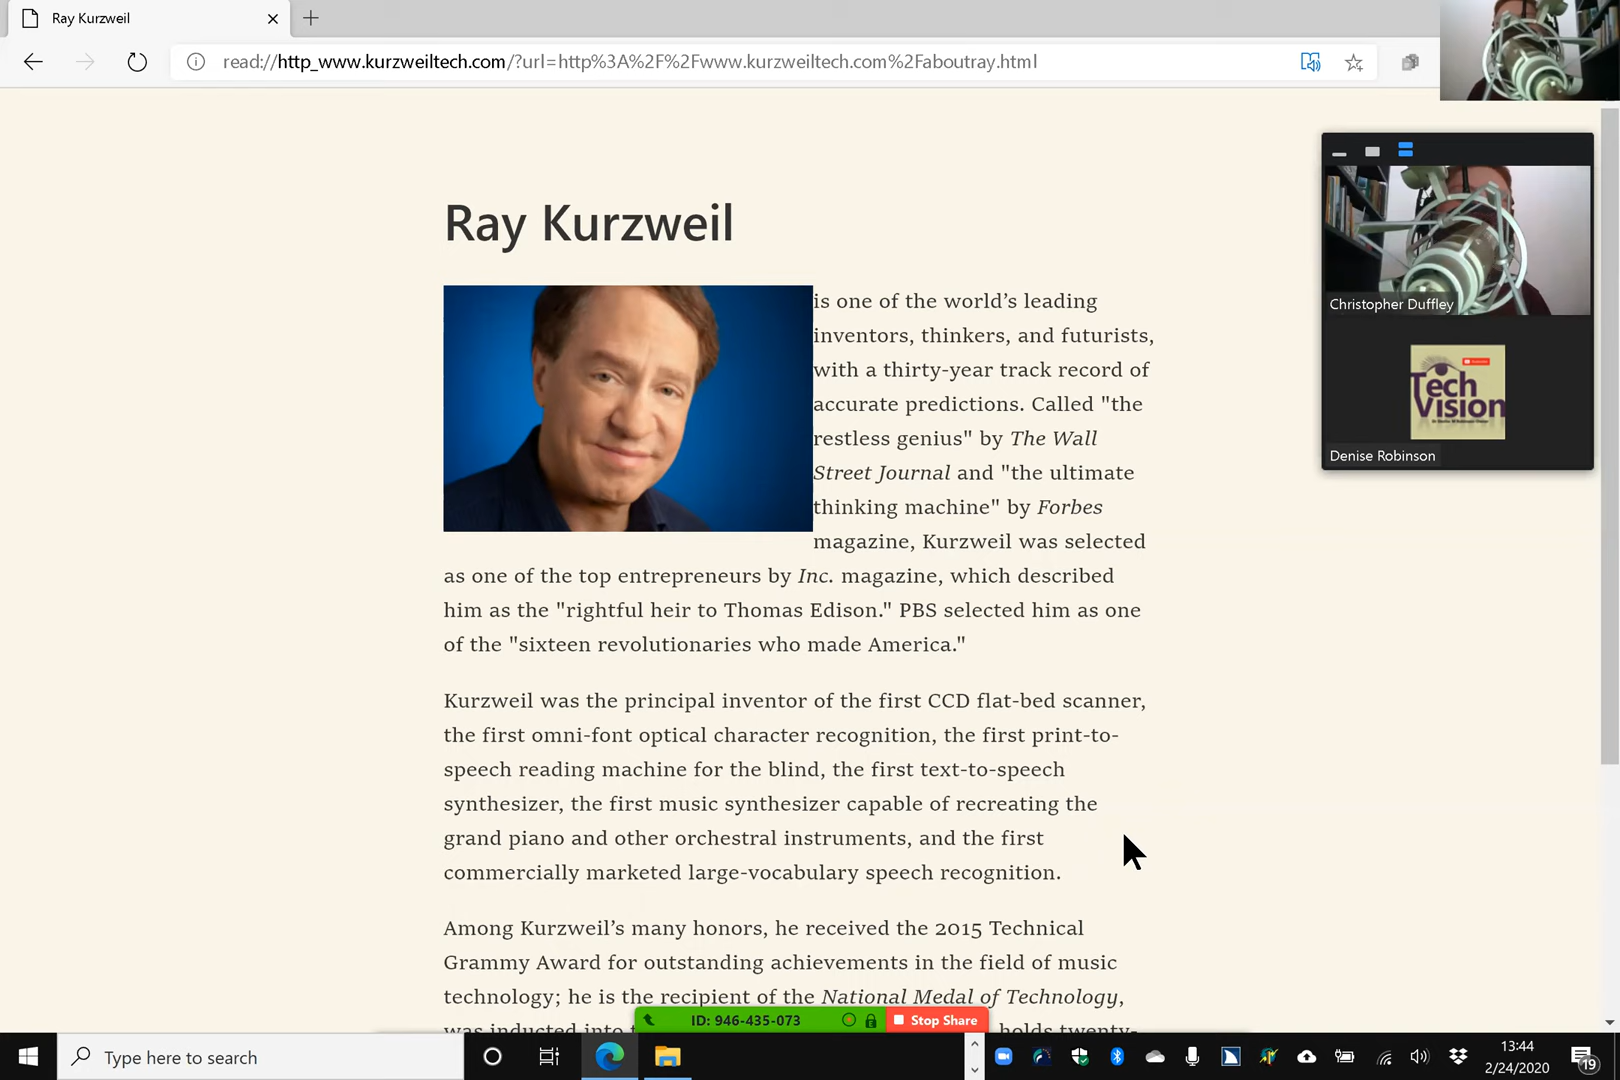 Ray Kurzweil
read://http_www.kurzweiltech.com/?url=http%3A%2F%2Fwww.kurzweiltech.com%2Faboutray.html
Ray Kurzweil
is one of the world’s leading
inventors, thinkers, and futurists,
with a thirty-year track record of
accurate predictions. Called "the
restless genius" by The Wall
Street Journal and "the ultimate
thinking machine" by Forbes
magazine, Kurzweil was selected
as one of the top entrepreneurs by Inc. magazine, which described
him as the "rightful heir to Thomas Edison." PBS selected him as one
of the "sixteen revolutionaries who made America."
Kurzweil was the principal inventor of the first CCD flat-bed scanner,
the first omni-font optical character recognition, the first print-to-
speech reading machine for the blind, the first text-to-speech
synthesizer, the first music synthesizer capable of recreating the
grand piano and other orchestral instruments, and the first
commercially marketed large-vocabulary speech recognition.
Among Kurzweil’s many honors, he received the 2015 Technical
Grammy Award for outstanding achievements in the field of music
technology; he is the recipient of the National Medal of Technology,
was inducted into holds twenty-
Christopher Duffley
Tech
Vision
Denise Robinson
ID: 946-435-073
Stop Share
Type here to search
13:44
2/24/2020
19